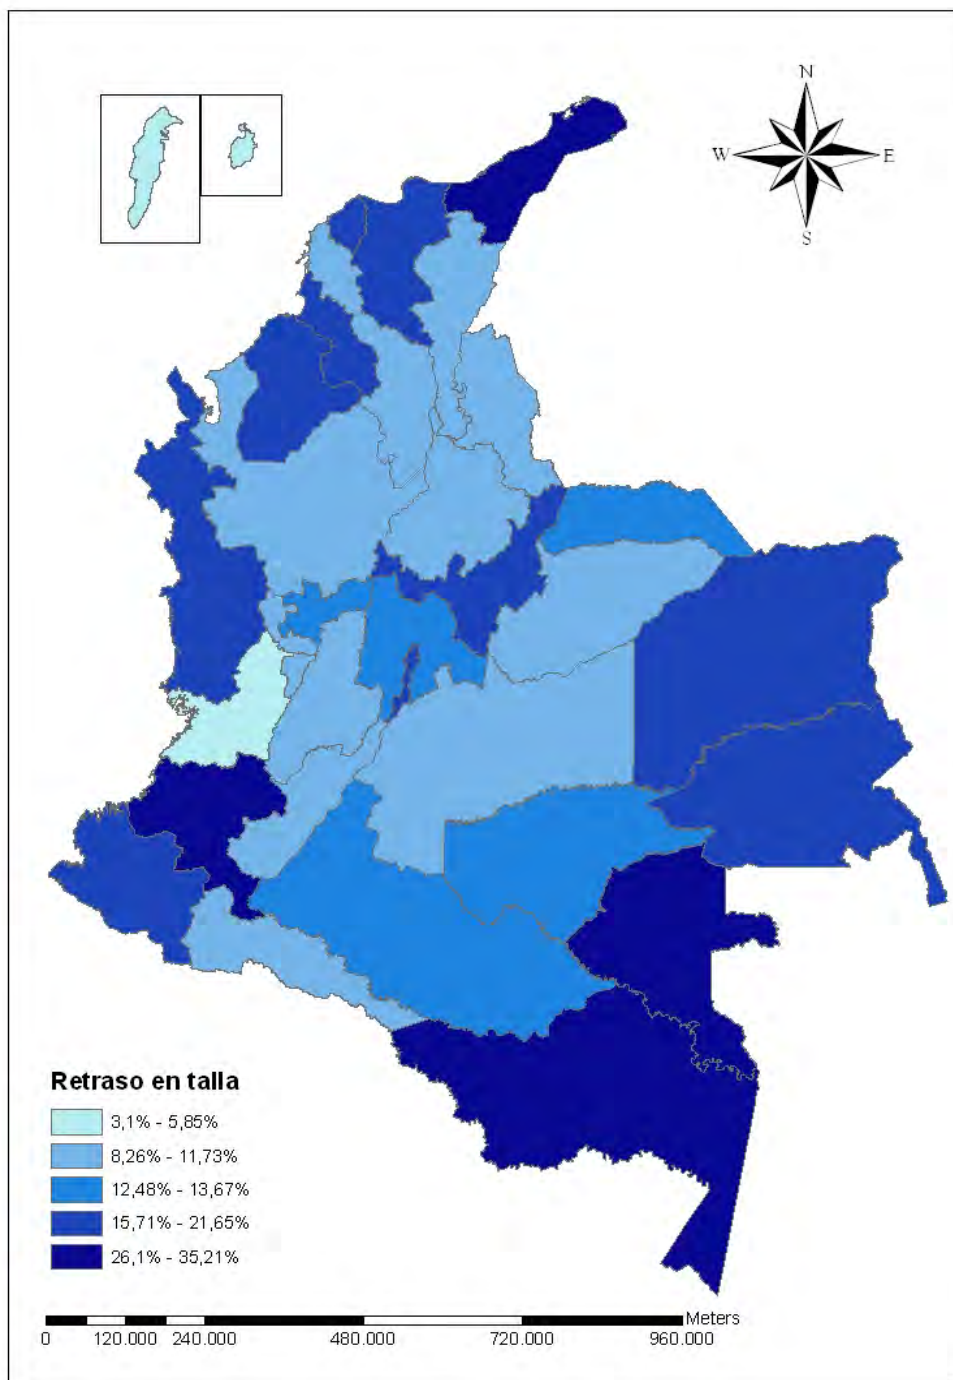 N
W E
S
Retraso en talla
3,1% - 5,85%
8,26% - 11,73%
12,48% - 13,67%
15,71% - 21,65%
26,1% - 35,21%
Meters
0 120.000 240.000 480.000 720.000 960.000